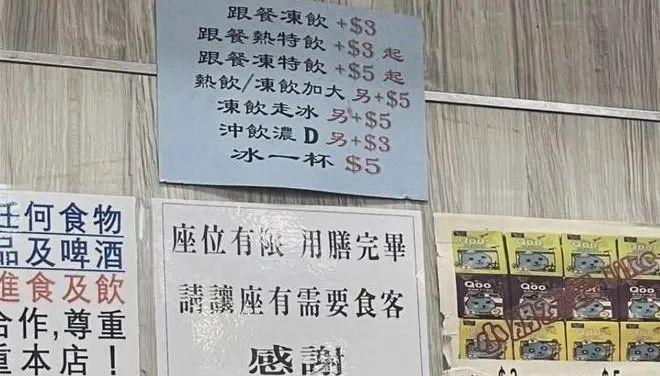 跟餐凍飲 +$3
跟餐熱特飲 +$3 起
跟餐凍特飲 +$5 起
熱飲/凍飲加大 另+$5
凍飲走冰 另+$5
沖飲濃D 另+$3
冰一杯 $5
任何食物
品及啤酒
進食及飲
合作,尊重
重本店!
座位有限 用膳完畢
請讓座有需要食客
感謝
Qoo
Qoo
Qoo
Qoo